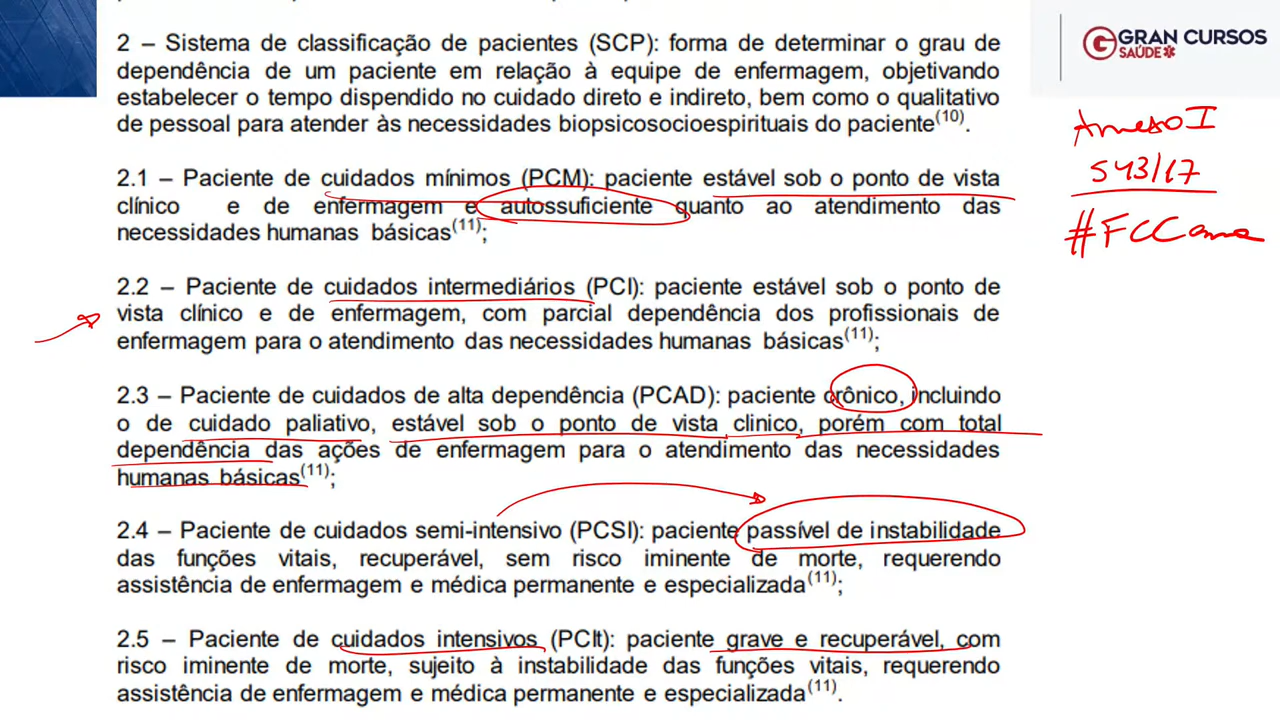 2 – Sistema de classificação de pacientes (SCP): forma de determinar o grau de
dependência de um paciente em relação à equipe de enfermagem, objetivando
estabelecer o tempo dispendido no cuidado direto e indireto, bem como o qualitativo
de pessoal para atender às necessidades biopsicosocioespirituais do paciente(10).
2.1 – Paciente de cuidados mínimos (PCM): paciente estável sob o ponto de vista
clínico e de enfermagem e autossuficiente quanto ao atendimento das
necessidades humanas básicas(11);
2.2 – Paciente de cuidados intermediários (PCI): paciente estável sob o ponto de
vista clínico e de enfermagem, com parcial dependência dos profissionais de
enfermagem para o atendimento das necessidades humanas básicas(11);
2.3 – Paciente de cuidados de alta dependência (PCAD): paciente crônico, incluindo
o de cuidado paliativo, estável sob o ponto de vista clinico, porém com total
dependência das ações de enfermagem para o atendimento das necessidades
humanas básicas(11);
2.4 – Paciente de cuidados semi-intensivo (PCSI): paciente passível de instabilidade
das funções vitais, recuperável, sem risco iminente de morte, requerendo
assistência de enfermagem e médica permanente e especializada(11);
2.5 – Paciente de cuidados intensivos (PCIt): paciente grave e recuperável, com
risco iminente de morte, sujeito à instabilidade das funções vitais, requerendo
assistência de enfermagem e médica permanente e especializada(11).
GRAN CURSOS
SAÚDE
Anexo I
543/17
#FCC ama